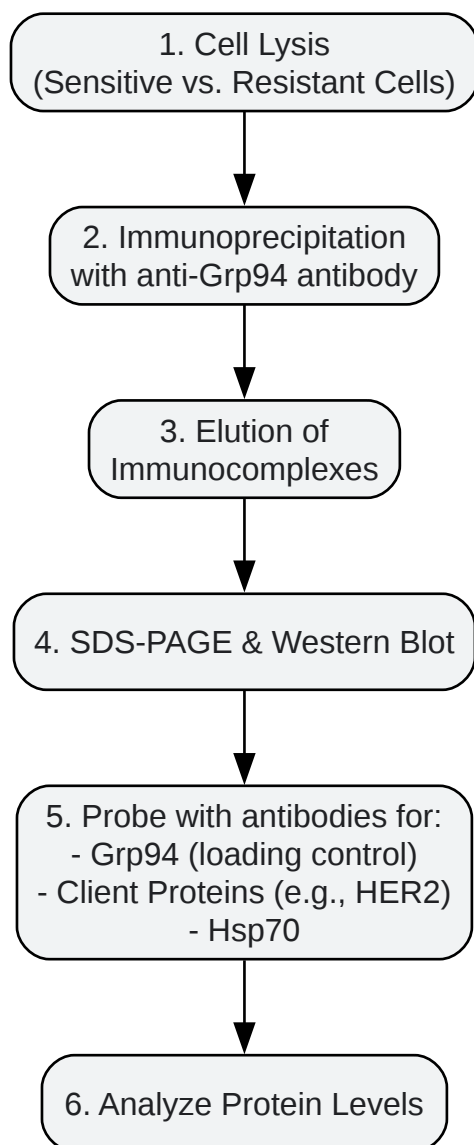 1. Cell Lysis
(Sensitive vs. Resistant Cells)
2. Immunoprecipitation
with anti-Grp94 antibody
3. Elution of
Immunocomplexes
4. SDS-PAGE & Western Blot
5. Probe with antibodies for:
- Grp94 (loading control)
- Client Proteins (e.g., HER2)
- Hsp70
6. Analyze Protein Levels